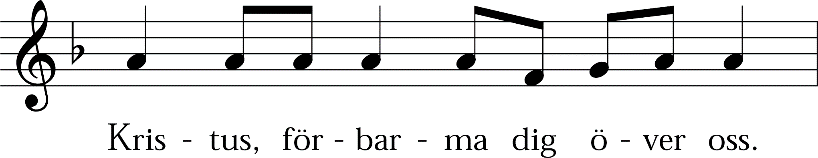 Kris - tus, för - bar - ma dig ö - ver oss.